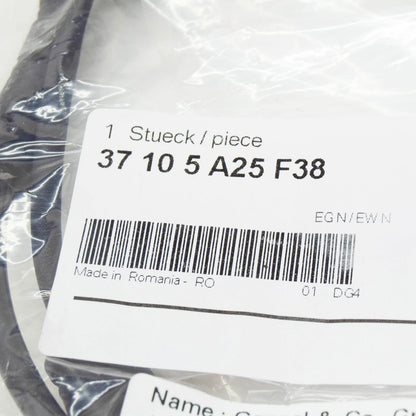 1 Stueck / piece
37 10 5 A25 F38
EGN/EWN
Made in Romania - RO 01 DG4
Name :